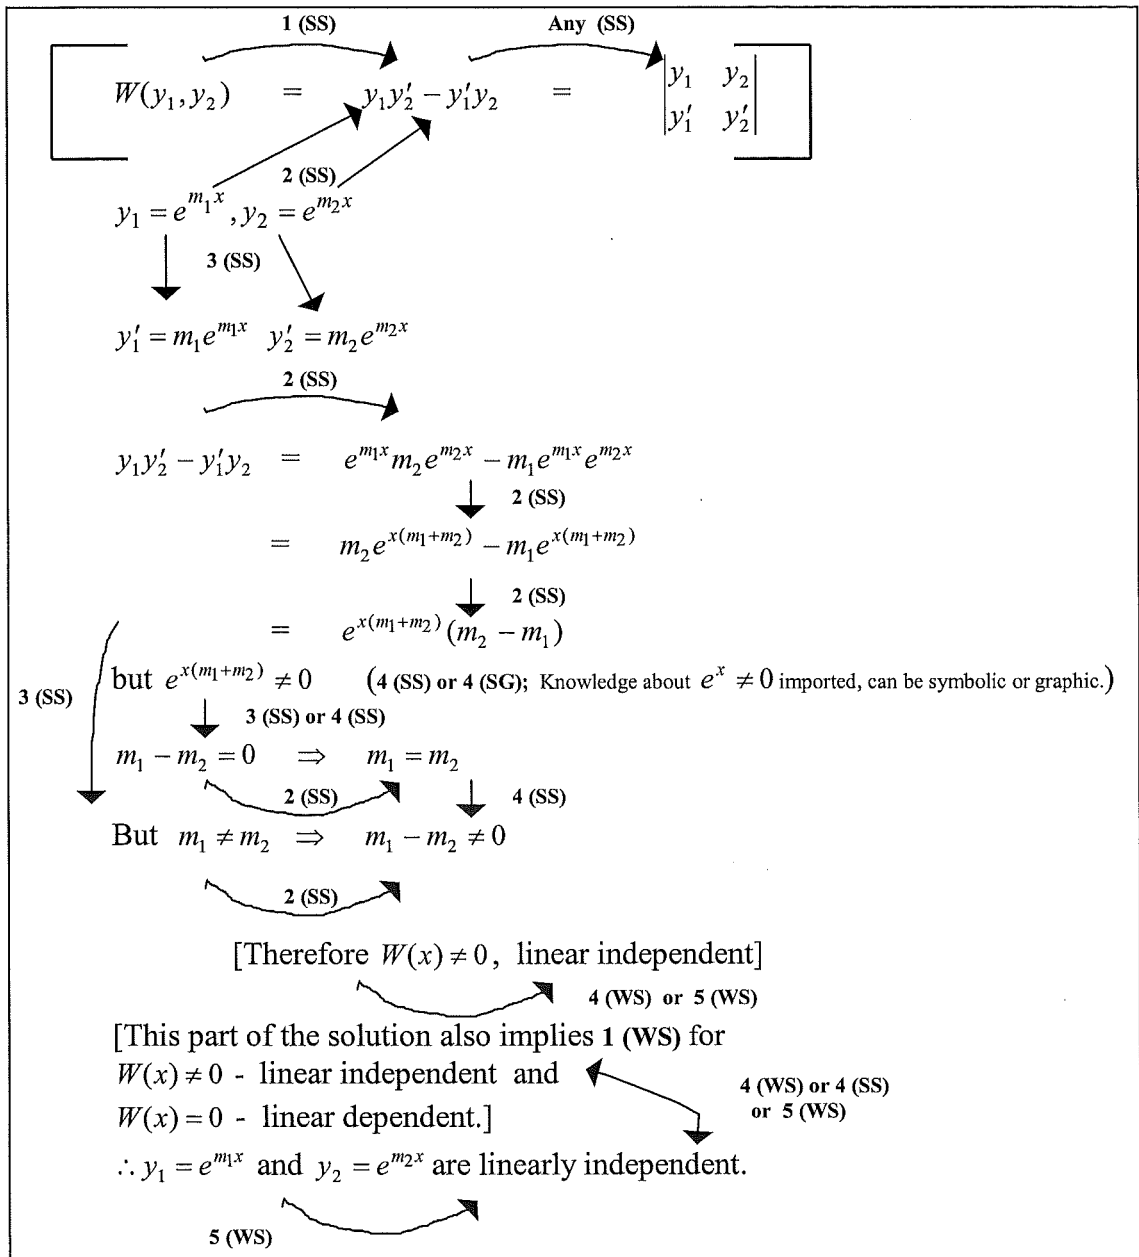 1 (SS) Any (SS)
W(y₁, y₂) = y₁y₂′ − y₁′y₂ = |y₁ y₂|
|y₁′ y₂′|
2 (SS)
y₁ = e^{m₁x}, y₂ = e^{m₂x}
3 (SS)
y₁′ = m₁e^{m₁x} y₂′ = m₂e^{m₂x}
2 (SS)
y₁y₂′ − y₁′y₂ = e^{m₁x}m₂e^{m₂x} − m₁e^{m₁x}e^{m₂x}
2 (SS)
= m₂e^{x(m₁+m₂)} − m₁e^{x(m₁+m₂)}
2 (SS)
= e^{x(m₁+m₂)}(m₂ − m₁)
but e^{x(m₁+m₂)} ≠ 0 (4 (SS) or 4 (SG); Knowledge about e^x ≠ 0 imported, can be symbolic or graphic.)
3 (SS)
3 (SS) or 4 (SS)
m₁ − m₂ = 0 ⇒ m₁ = m₂
2 (SS) 4 (SS)
But m₁ ≠ m₂ ⇒ m₁ − m₂ ≠ 0
2 (SS)
[Therefore W(x) ≠ 0, linear independent]
4 (WS) or 5 (WS)
[This part of the solution also implies 1 (WS) for
W(x) ≠ 0 - linear independent and
4 (WS) or 4 (SS)
or 5 (WS)
W(x) = 0 - linear dependent.]
∴ y₁ = e^{m₁x} and y₂ = e^{m₂x} are linearly independent.
5 (WS)